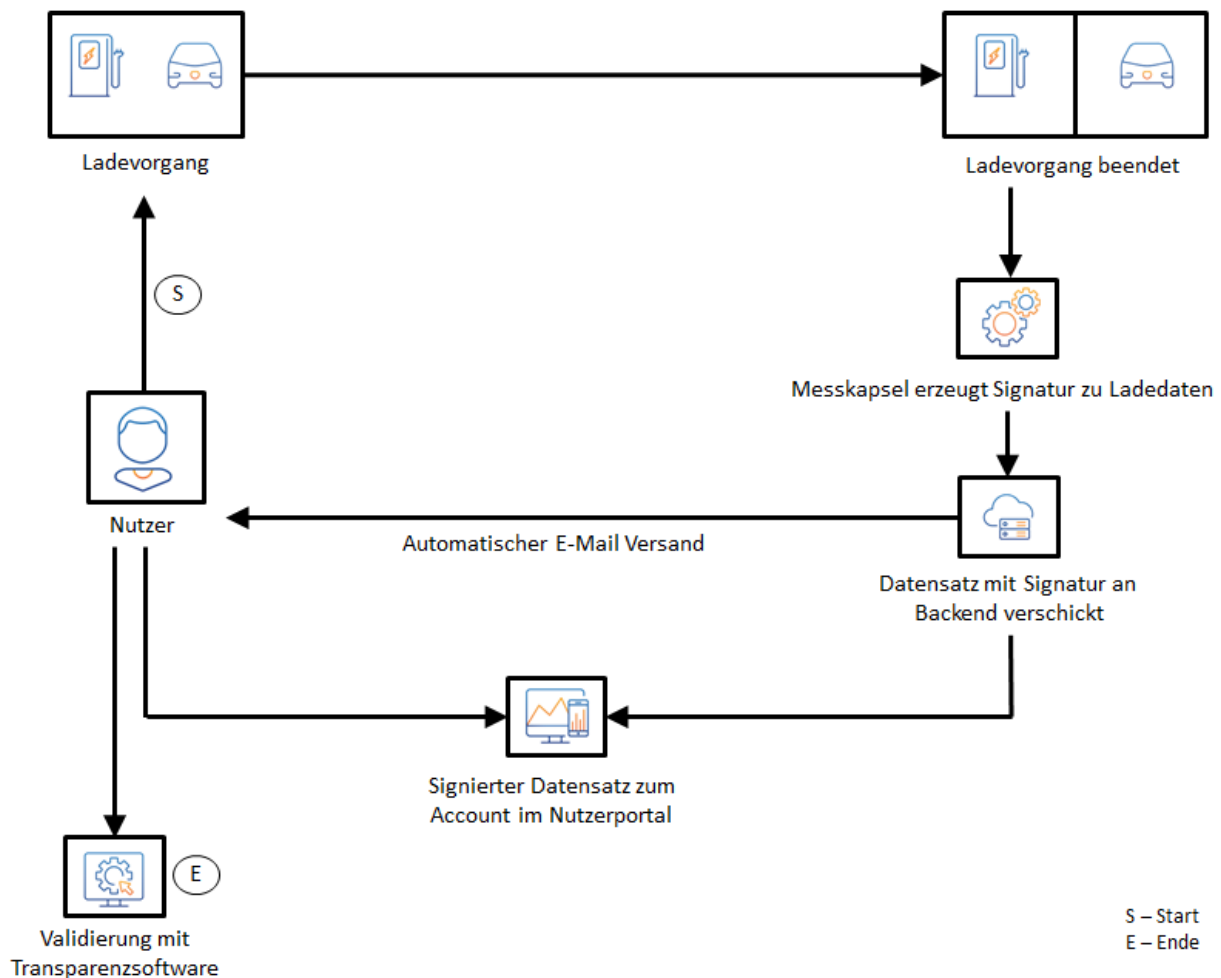 Ladevorgang
Ladevorgang beendet
S
Messkapsel erzeugt Signatur zu Ladedaten
Nutzer
Automatischer E-Mail Versand
Datensatz mit Signatur an
Backend verschickt
Signierter Datensatz zum
Account im Nutzerportal
E
Validierung mit
Transparenzsoftware
S – Start
E – Ende